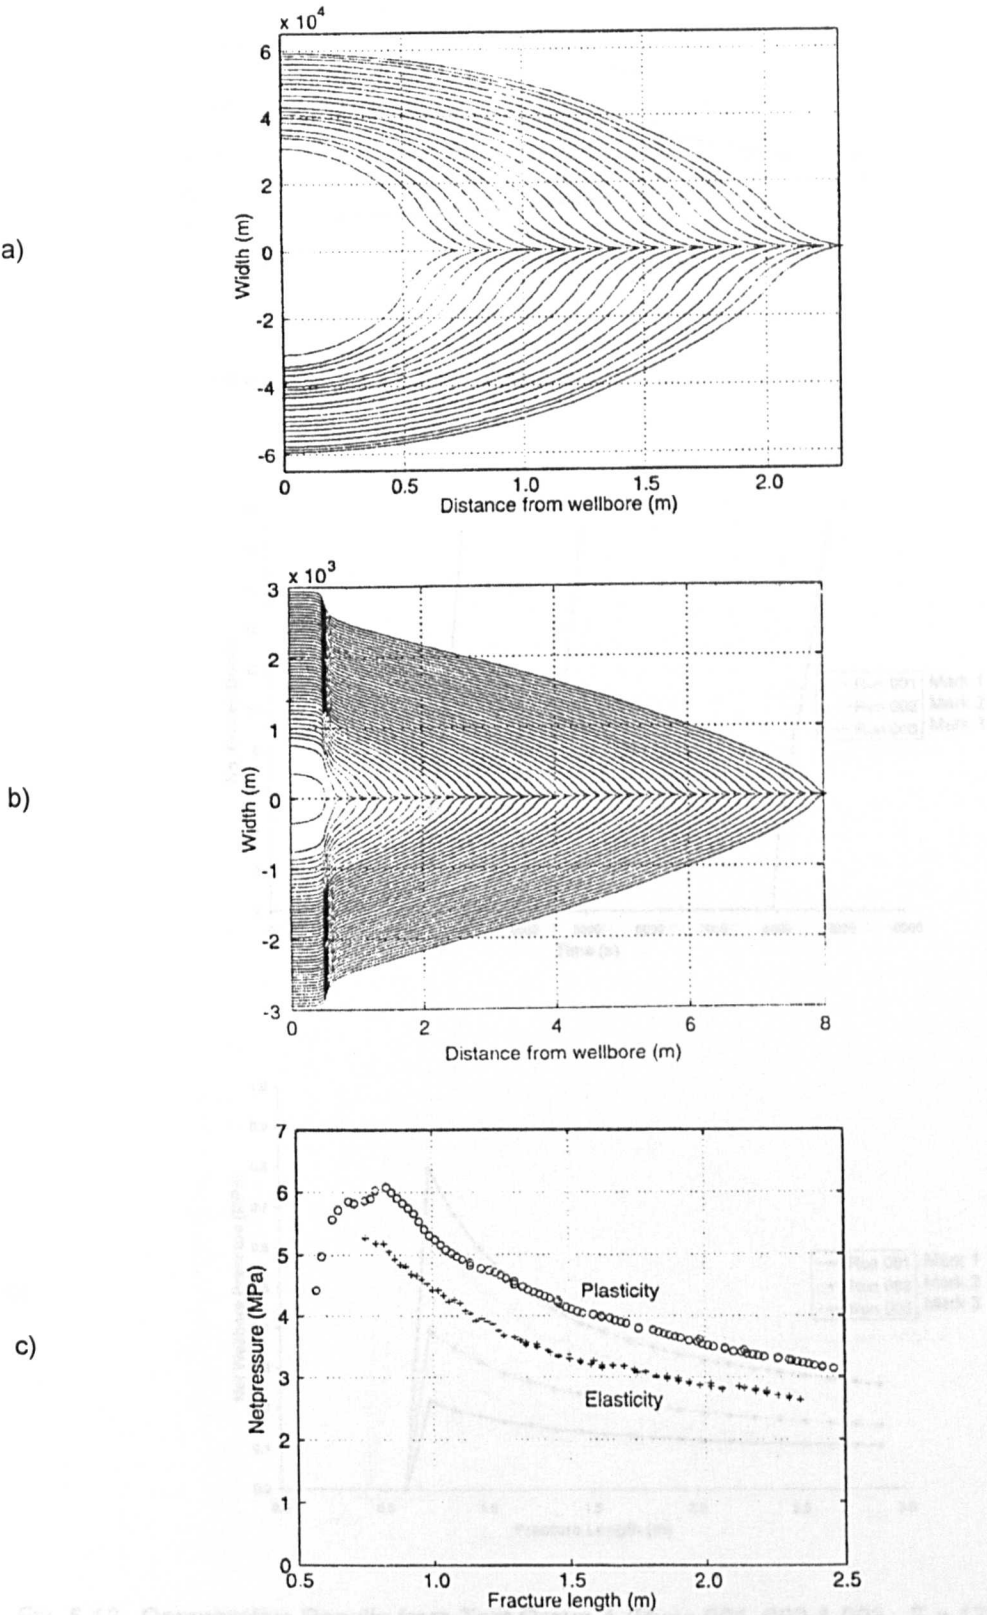 a)
x 10⁴
6
4
2
0
-2
-4
-6
Width (m)
0 0.5 1.0 1.5 2.0
Distance from wellbore (m)
b)
x 10³
3
2
1
0
-1
-2
-3
Width (m)
0 2 4 6 8
Distance from wellbore (m)
c)
7
6
5
4
3
2
1
0
Netpressure (MPa)
Plasticity
Elasticity
0.5 1.0 1.5 2.0 2.5
Fracture length (m)